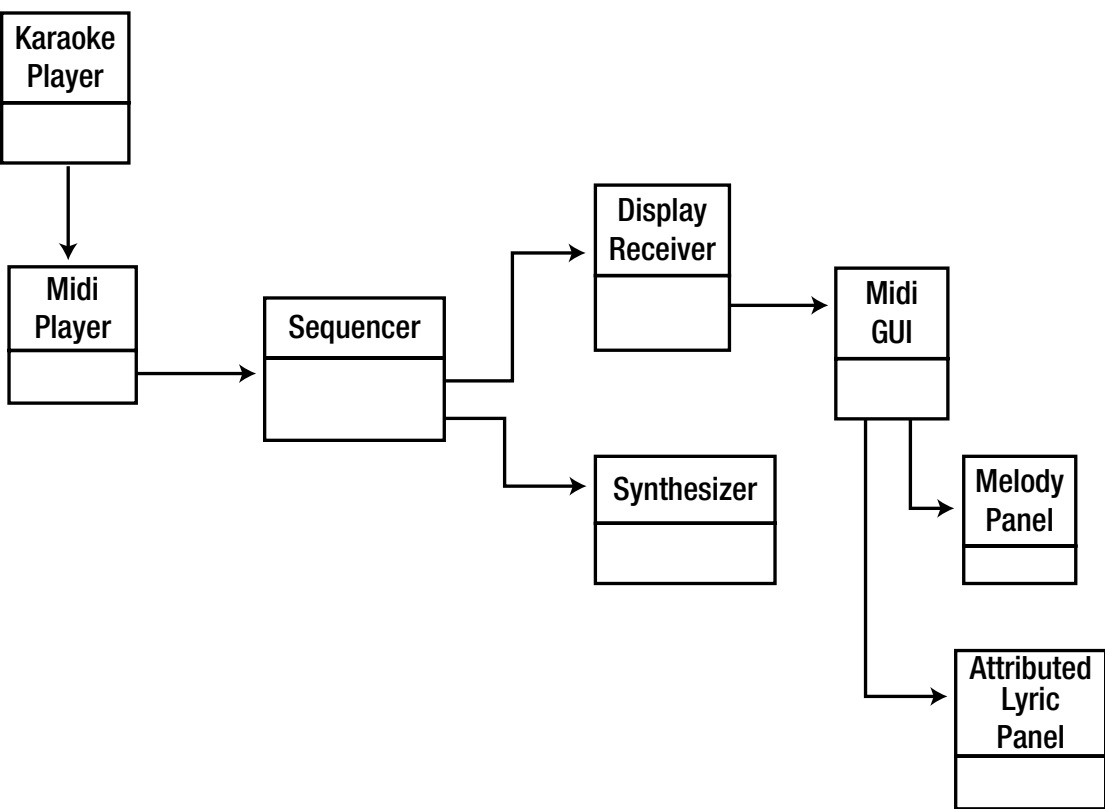 Karaoke
Player
Midi
Player
Sequencer
Display
Receiver
Midi
GUI
Synthesizer
Melody
Panel
Attributed
Lyric
Panel